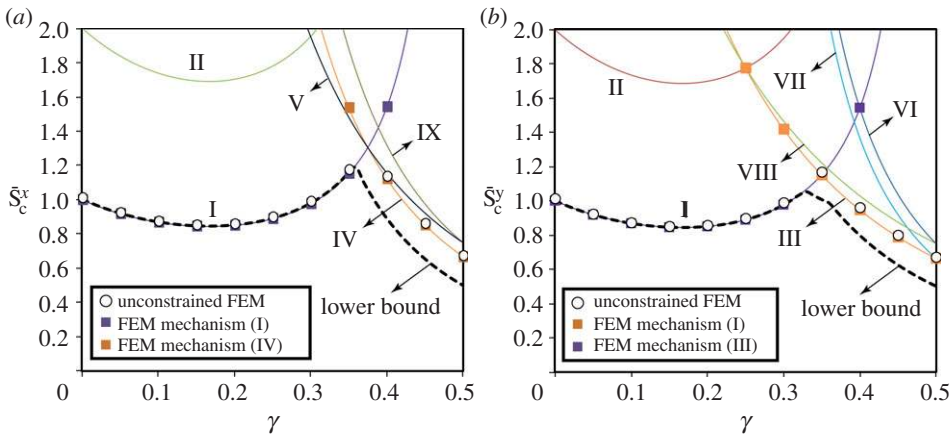 (a)
2.0
1.8
1.6
1.4
1.2
1.0
0.8
0.6
0.4
0.2
0
S̄cˣ
II
V
IX
I
IV
lower bound
unconstrained FEM
FEM mechanism (I)
FEM mechanism (IV)
0.1
0.2
0.3
0.4
0.5
γ
(b)
2.0
1.8
1.6
1.4
1.2
1.0
0.8
0.6
0.4
0.2
0
S̄cʸ
II
VII
VI
VIII
I
III
lower bound
unconstrained FEM
FEM mechanism (I)
FEM mechanism (III)
0.1
0.2
0.3
0.4
0.5
γ